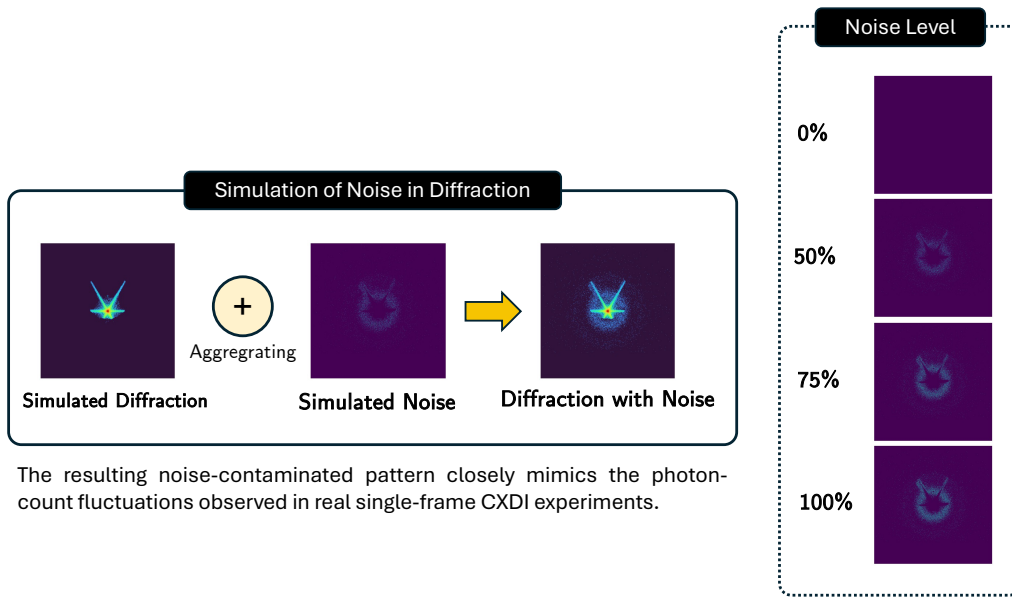 Noise Level
0%
50%
75%
100%
Simulation of Noise in Diffraction
+
Aggregrating
Simulated Diffraction
Simulated Noise
Diffraction with Noise
The resulting noise-contaminated pattern closely mimics the photon-
count fluctuations observed in real single-frame CXDI experiments.